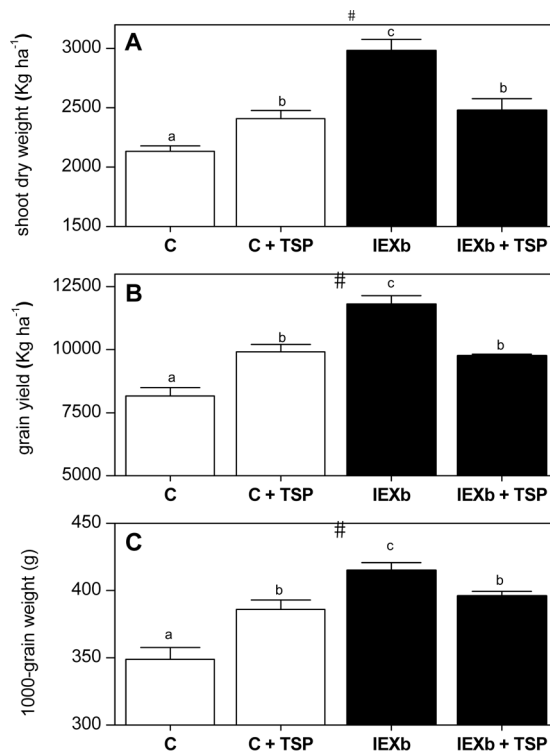 #
A
c
b
b
a
3000
2500
2000
1500
shoot dry weight (Kg ha-1)
C C + TSP IEXb IEXb + TSP
#
B
c
b
b
a
12500
10000
7500
5000
grain yield (Kg ha-1)
C C + TSP IEXb IEXb + TSP
#
C
c
b
b
a
450
400
350
300
1000-grain weight (g)
C C + TSP IEXb IEXb + TSP